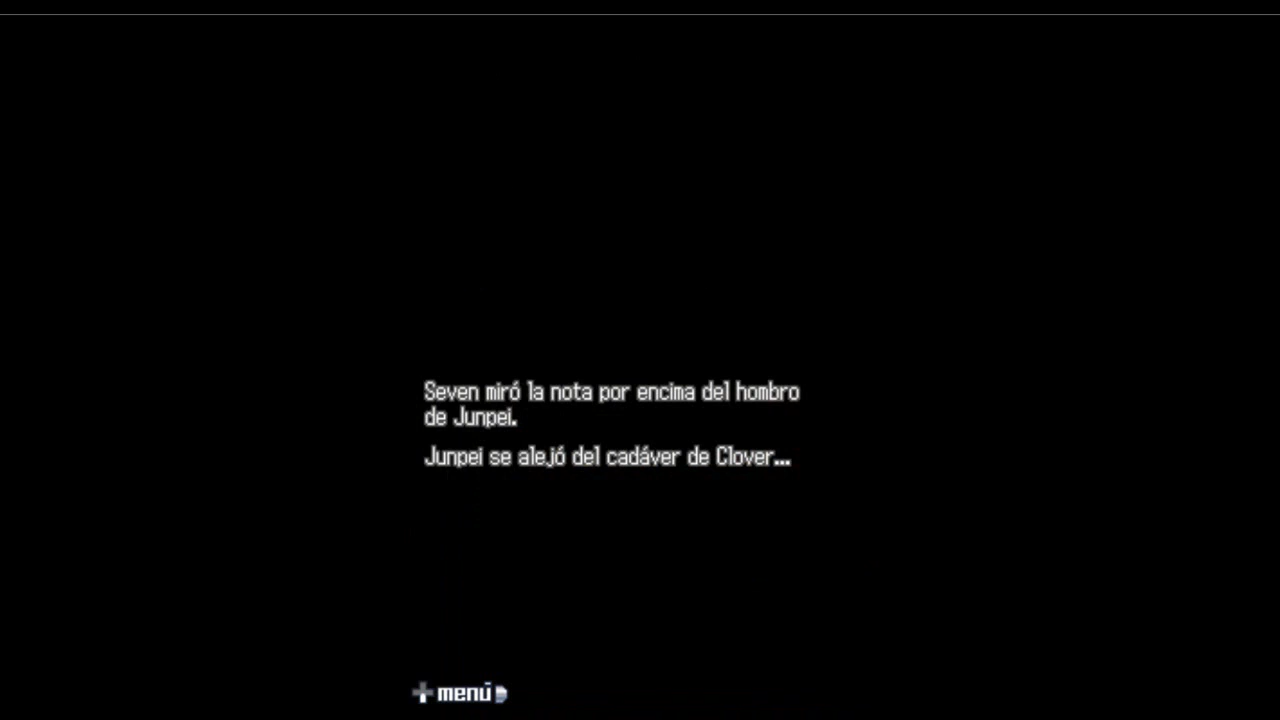 Seven miró la nota por encima del hombro
de Junpei.
Junpei se alejó del cadáver de Clover...
menú